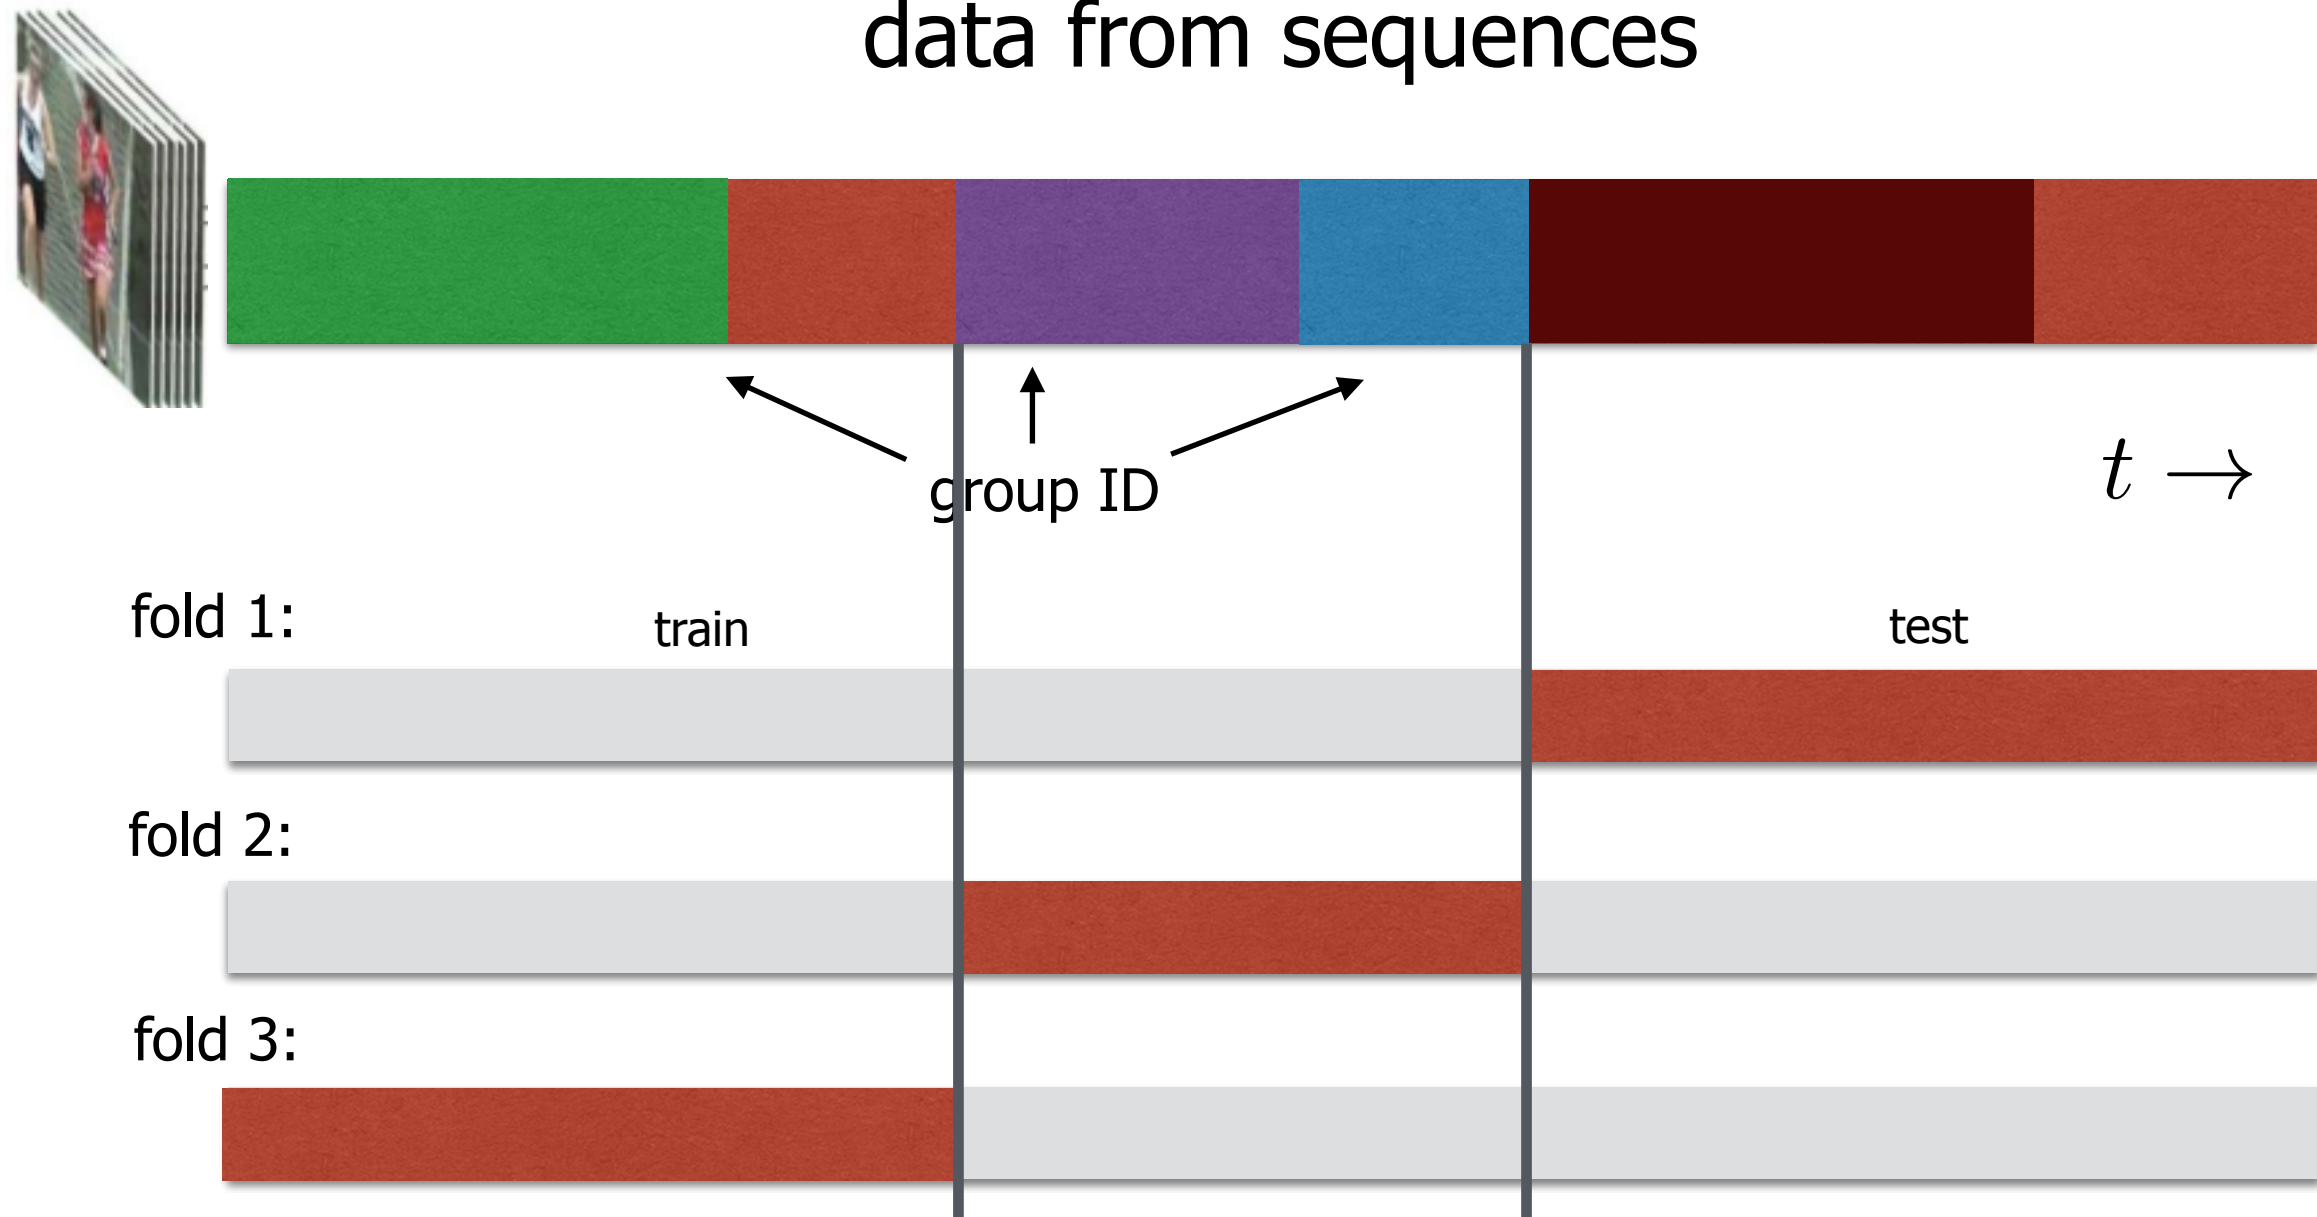 data from sequences
group ID
t →
fold 1:
train
test
fold 2:
fold 3: